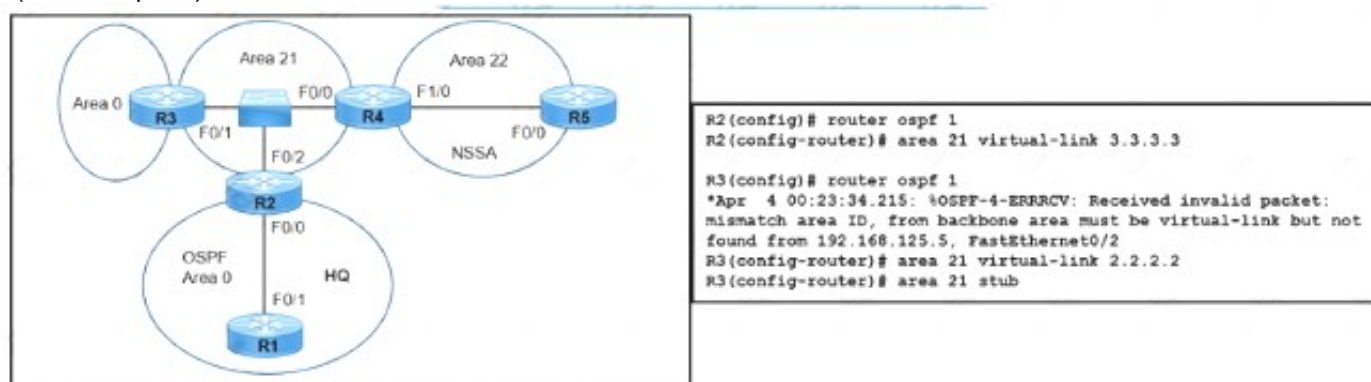 Area 21
Area 22
Area 0
F0/0
F1/0
R3
R4
R5
F0/1
F0/0
F0/2
NSSA
R2
F0/0
OSPF
Area 0
HQ
F0/1
R1
R2(config)# router ospf 1
R2(config-router)# area 21 virtual-link 3.3.3.3
R3(config)# router ospf 1
*Apr 4 00:23:34.215: %OSPF-4-ERRRCV: Received invalid packet:
mismatch area ID, from backbone area must be virtual-link but not
found from 192.168.125.5, FastEthernet0/2
R3(config-router)# area 21 virtual-link 2.2.2.2
R3(config-router)# area 21 stub